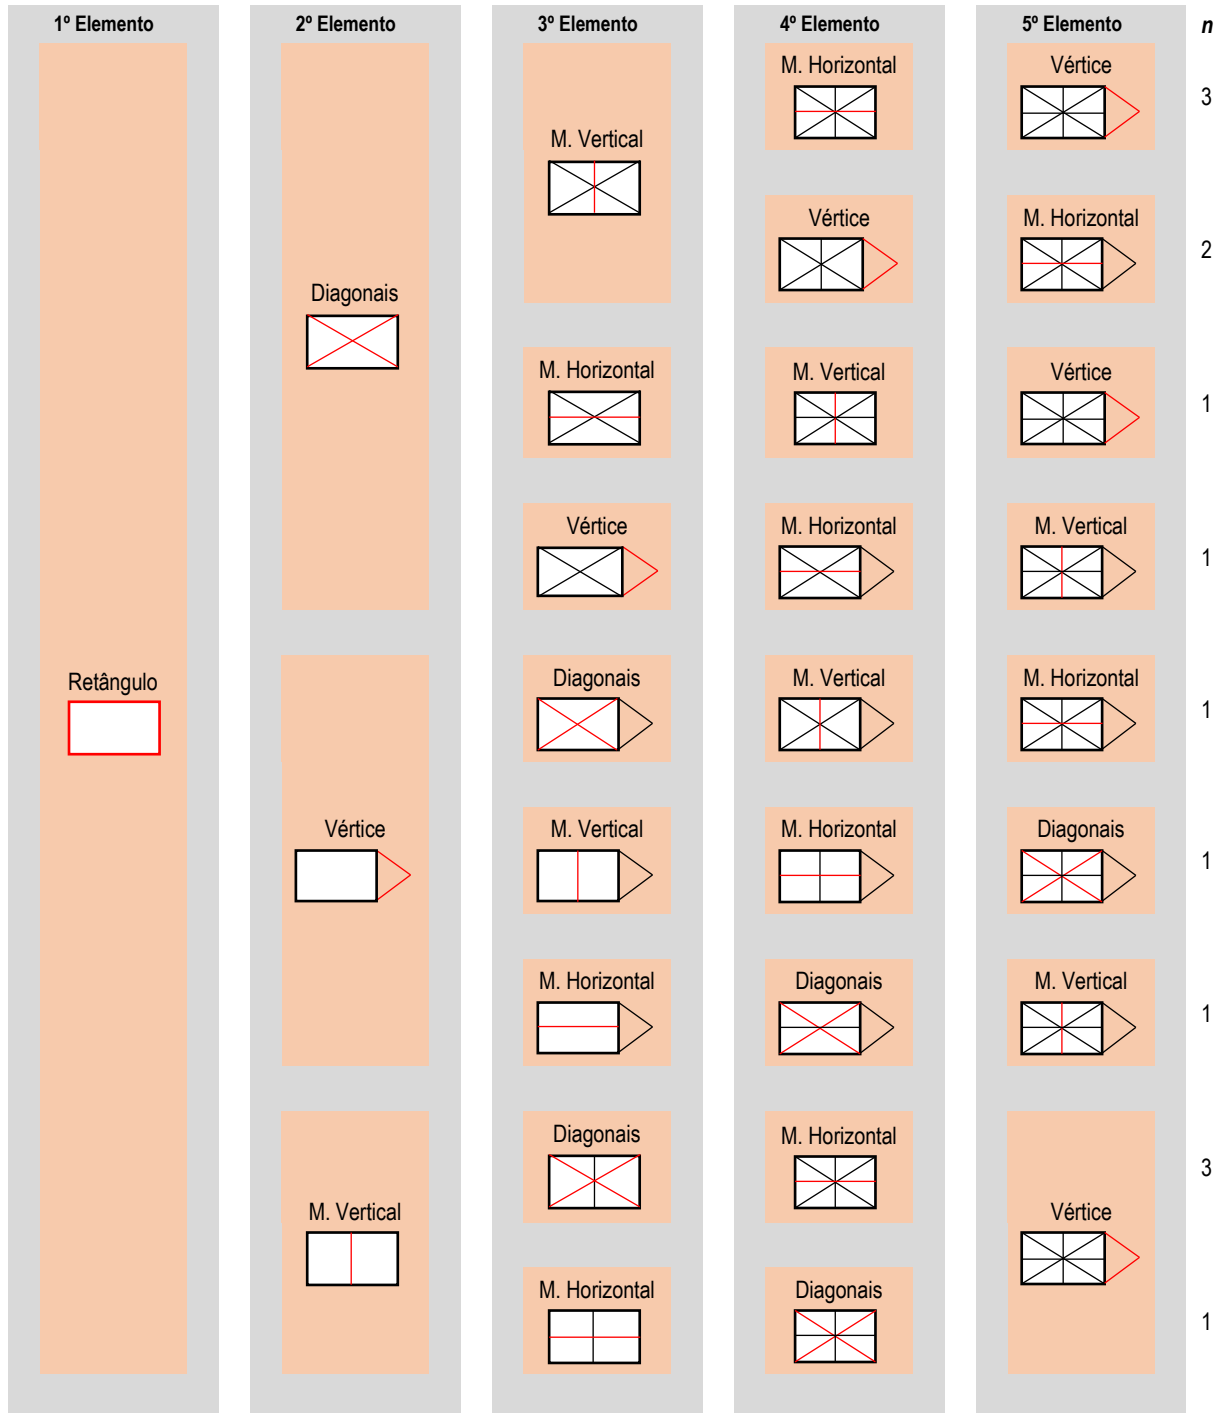 1º Elemento 2º Elemento 3º Elemento 4º Elemento 5º Elemento n
M. Horizontal Vértice 3
M. Vertical
Vértice M. Horizontal 2
Diagonais
M. Horizontal M. Vertical Vértice 1
Vértice M. Horizontal M. Vertical 1
Retângulo Diagonais M. Vertical M. Horizontal 1
Vértice M. Vertical M. Horizontal Diagonais 1
M. Horizontal Diagonais M. Vertical 1
Diagonais M. Horizontal 3
M. Vertical Vértice
M. Horizontal Diagonais 1